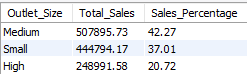 Outlet_Size Total_Sales Sales_Percentage
Medium 507895.73 42.27
Small 444794.17 37.01
High 248991.58 20.72